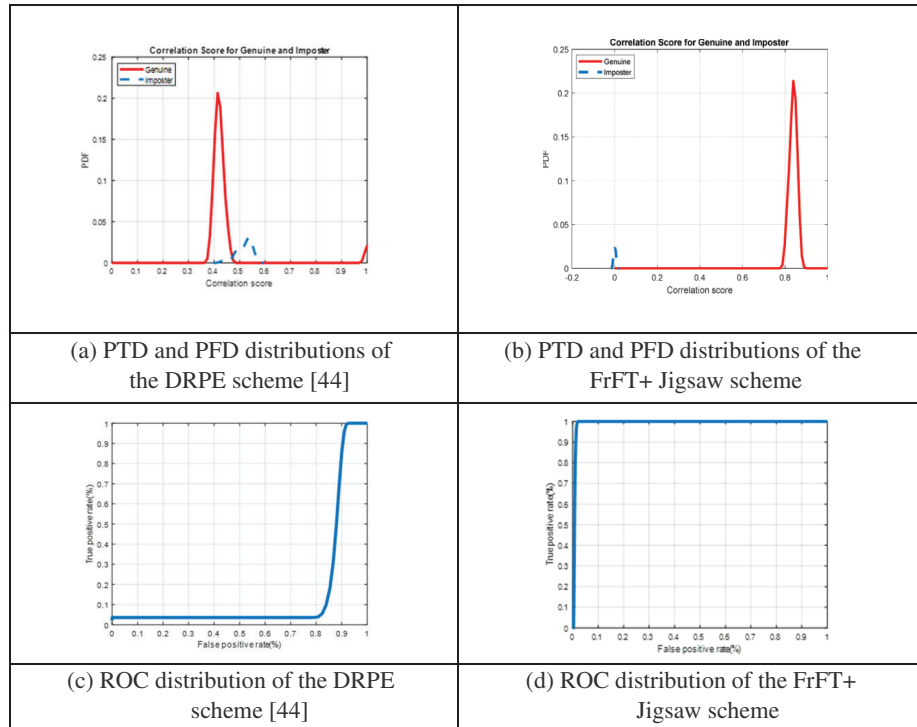 Correlation Score for Genuine and Imposter
Genuine
Imposter
PDF
0.25
0.2
0.15
0.1
0.05
0
0 0.1 0.2 0.3 0.4 0.5 0.6 0.7 0.8 0.9 1
Correlation score
Correlation Score for Genuine and Imposter
Genuine
Imposter
PDF
0.25
0.2
0.15
0.1
0.05
0
-0.2 0 0.2 0.4 0.6 0.8 1
Correlation score
(a) PTD and PFD distributions of
the DRPE scheme [44]
(b) PTD and PFD distributions of the
FrFT+ Jigsaw scheme
True positive rate(%)
1
0.9
0.8
0.7
0.6
0.5
0.4
0.3
0.2
0.1
0
0 0.1 0.2 0.3 0.4 0.5 0.6 0.7 0.8 0.9 1
False positive rate(%)
True positive rate(%)
1
0.9
0.8
0.7
0.6
0.5
0.4
0.3
0.2
0.1
0
0 0.1 0.2 0.3 0.4 0.5 0.6 0.7 0.8 0.9 1
False positive rate(%)
(c) ROC distribution of the DRPE
scheme [44]
(d) ROC distribution of the FrFT+
Jigsaw scheme